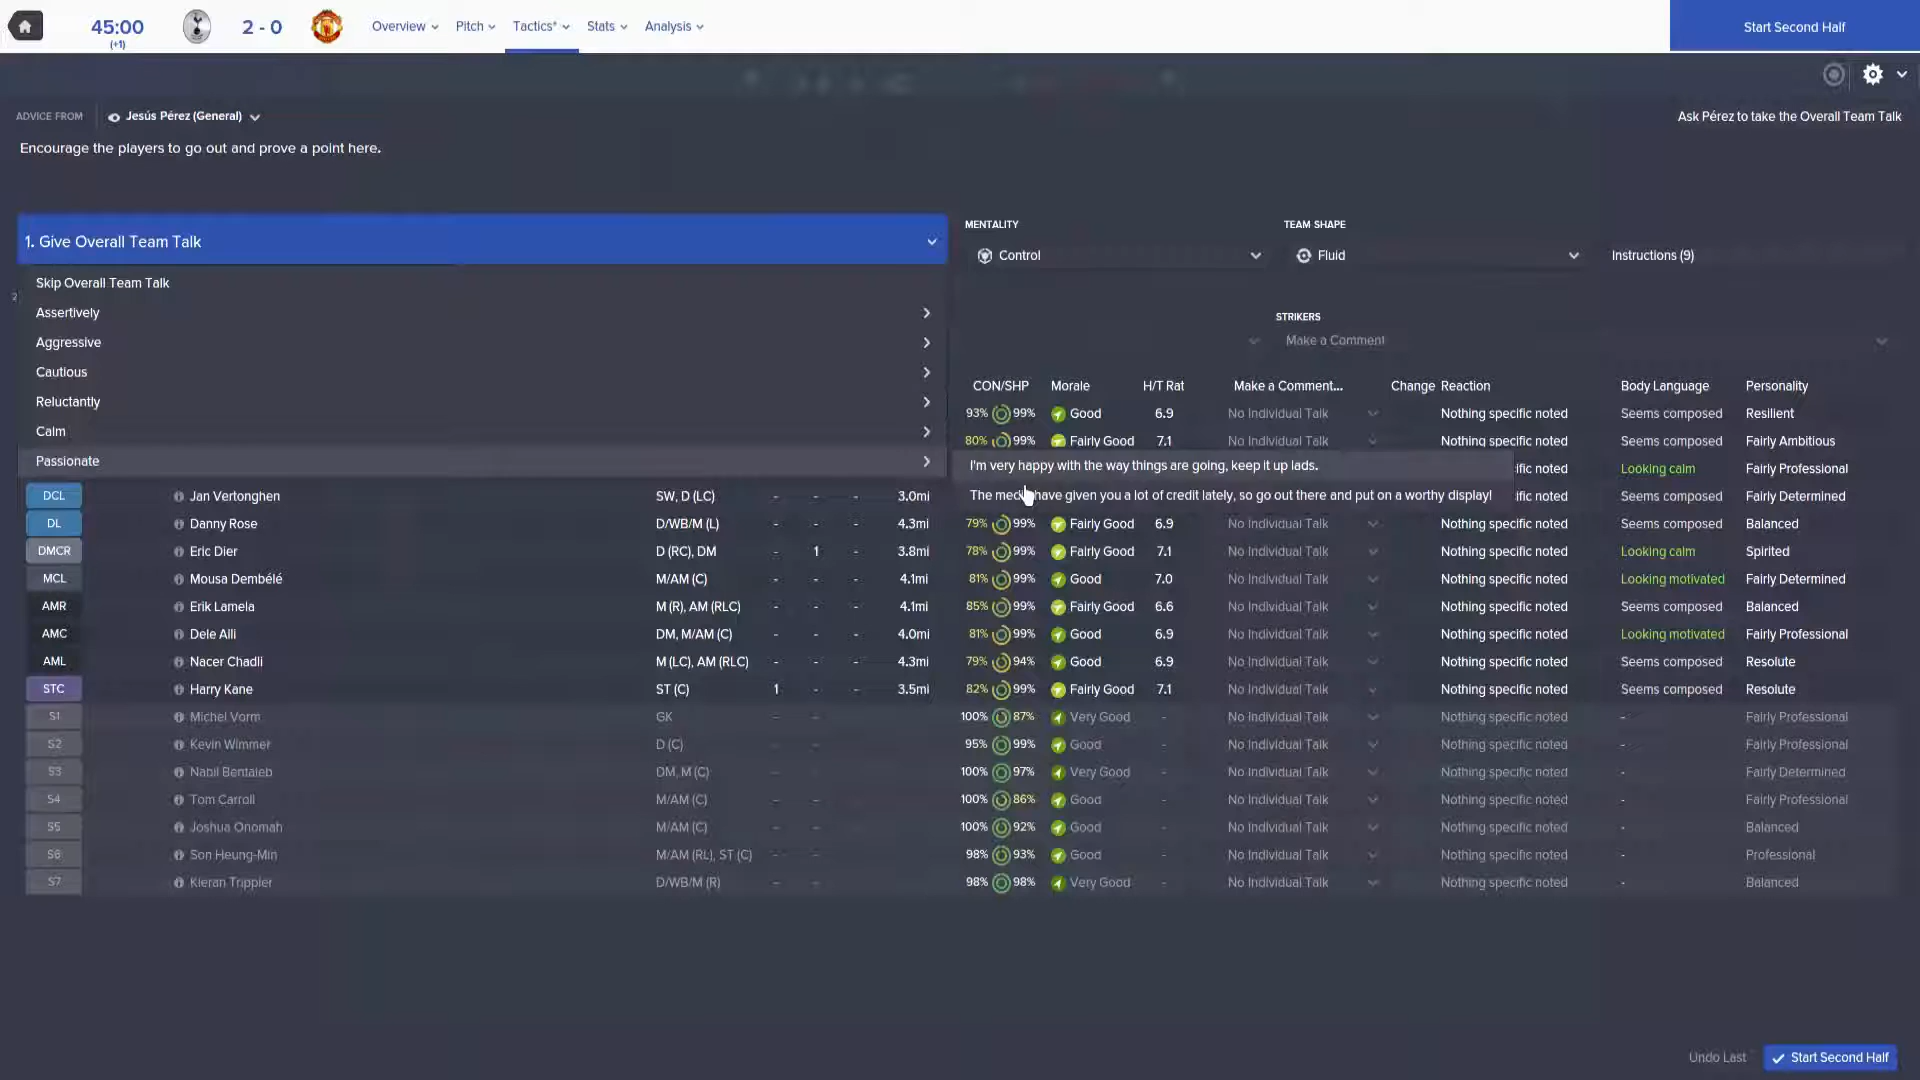 45:00
(+1)
2 - 0
Overview
Pitch
Tactics*
Stats
Analysis
Start Second Half
ADVICE FROM
Jesús Pérez (General)
Ask Pérez to take the Overall Team Talk
Encourage the players to go out and prove a point here.
1. Give Overall Team Talk
MENTALITY
TEAM SHAPE
Control
Fluid
Instructions (9)
Skip Overall Team Talk
2
Assertively
STRIKERS
Aggressive
Make a Comment
Cautious
CON/SHP Morale H/T Rat Make a Comment... Change Reaction Body Language Personality
Reluctantly
93% 99% Good 6.9 No Individual Talk Nothing specific noted Seems composed Resilient
Calm
80% 99% Fairly Good 7.1 No Individual Talk Nothing specific noted Seems composed Fairly Ambitious
Passionate
I'm very happy with the way things are going, keep it up lads.
ific noted Looking calm Fairly Professional
DCL Jan Vertonghen SW, D (LC) - - - 3.0mi
The have given you a lot of credit lately, so go out there and put on a worthy display!
ific noted Seems composed Fairly Determined
DL Danny Rose D/WB/M (L) - - - 4.3mi 79% 99% Fairly Good 6.9 No Individual Talk Nothing specific noted Seems composed Balanced
DMCR Eric Dier D (RC), DM - 1 - 3.8mi 78% 99% Fairly Good 7.1 No Individual Talk Nothing specific noted Looking calm Spirited
MCL Mousa Dembélé M/AM (C) - - - 4.1mi 81% 99% Good 7.0 No Individual Talk Nothing specific noted Looking motivated Fairly Determined
AMR Erik Lamela M (R), AM (RLC) - - - 4.1mi 85% 99% Fairly Good 6.6 No Individual Talk Nothing specific noted Seems composed Balanced
AMC Dele Alli DM, M/AM (C) - - - 4.0mi 81% 99% Good 6.9 No Individual Talk Nothing specific noted Looking motivated Fairly Professional
AML Nacer Chadli M (LC), AM (RLC) - - - 4.3mi 79% 94% Good 6.9 No Individual Talk Nothing specific noted Seems composed Resolute
STC Harry Kane ST (C) 1 - - 3.5mi 82% 99% Fairly Good 7.1 No Individual Talk Nothing specific noted Seems composed Resolute
S1 Michel Vorm GK - - 100% 87% Very Good - No Individual Talk Nothing specific noted - Fairly Professional
S2 Kevin Wimmer D (C) - - 95% 99% Good - No Individual Talk Nothing specific noted - Fairly Professional
S3 Nabil Bentaleb DM, M (C) - - 100% 97% Very Good - No Individual Talk Nothing specific noted - Fairly Determined
S4 Tom Carroll M/AM (C) - - 100% 86% Good - No Individual Talk Nothing specific noted - Fairly Professional
S5 Joshua Onomah M/AM (C) - - 100% 92% Good - No Individual Talk Nothing specific noted - Balanced
S6 Son Heung-Min M/AM (RL), ST (C) - - 98% 93% Good - No Individual Talk Nothing specific noted - Professional
S7 Kieran Trippier D/WB/M (R) - - 98% 98% Very Good - No Individual Talk Nothing specific noted - Balanced
Undo Last
Start Second Half